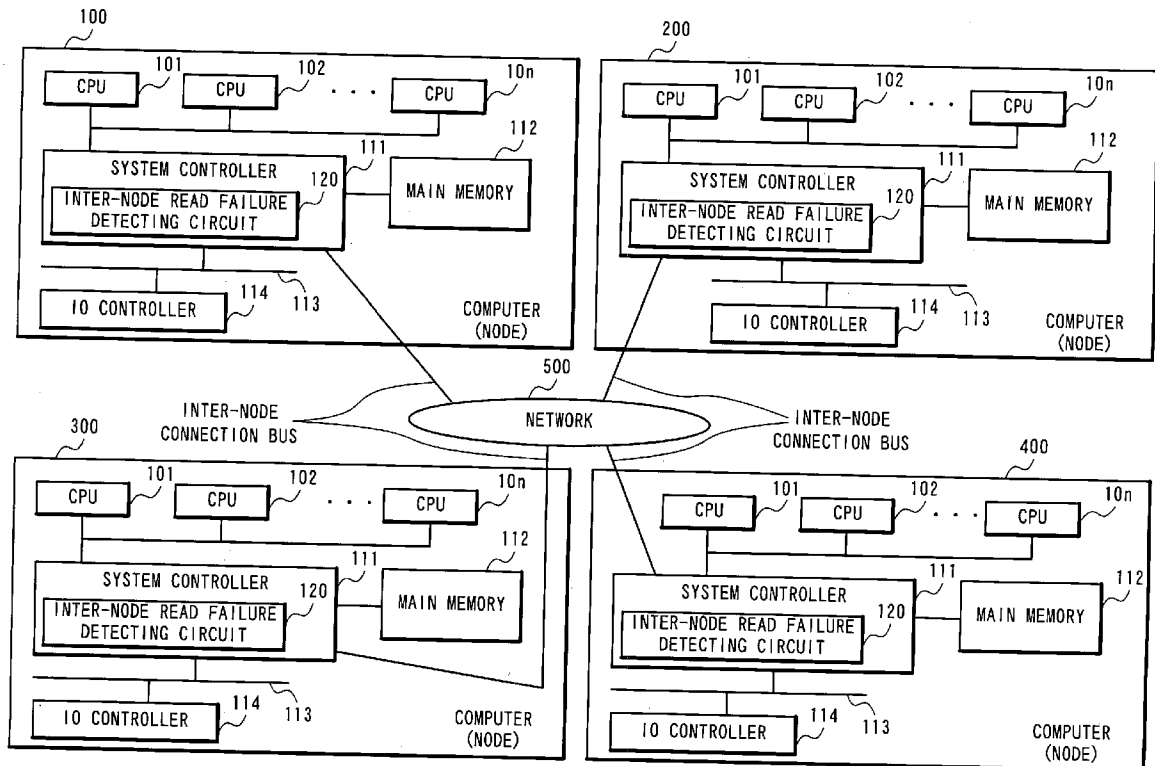 100
CPU
101
CPU
102
. . .
CPU
10n
SYSTEM CONTROLLER
111
INTER-NODE READ FAILURE
DETECTING CIRCUIT
120
MAIN MEMORY
112
113
IO CONTROLLER
114
COMPUTER
(NODE)
200
CPU
101
CPU
102
. . .
CPU
10n
SYSTEM CONTROLLER
111
INTER-NODE READ FAILURE
DETECTING CIRCUIT
120
MAIN MEMORY
112
113
IO CONTROLLER
114
COMPUTER
(NODE)
500
NETWORK
INTER-NODE
CONNECTION BUS
INTER-NODE
CONNECTION BUS
300
CPU
101
CPU
102
. . .
CPU
10n
SYSTEM CONTROLLER
111
INTER-NODE READ FAILURE
DETECTING CIRCUIT
120
MAIN MEMORY
112
113
IO CONTROLLER
114
COMPUTER
(NODE)
400
CPU
101
CPU
102
. . .
CPU
10n
SYSTEM CONTROLLER
111
INTER-NODE READ FAILURE
DETECTING CIRCUIT
120
MAIN MEMORY
112
113
IO CONTROLLER
114
COMPUTER
(NODE)